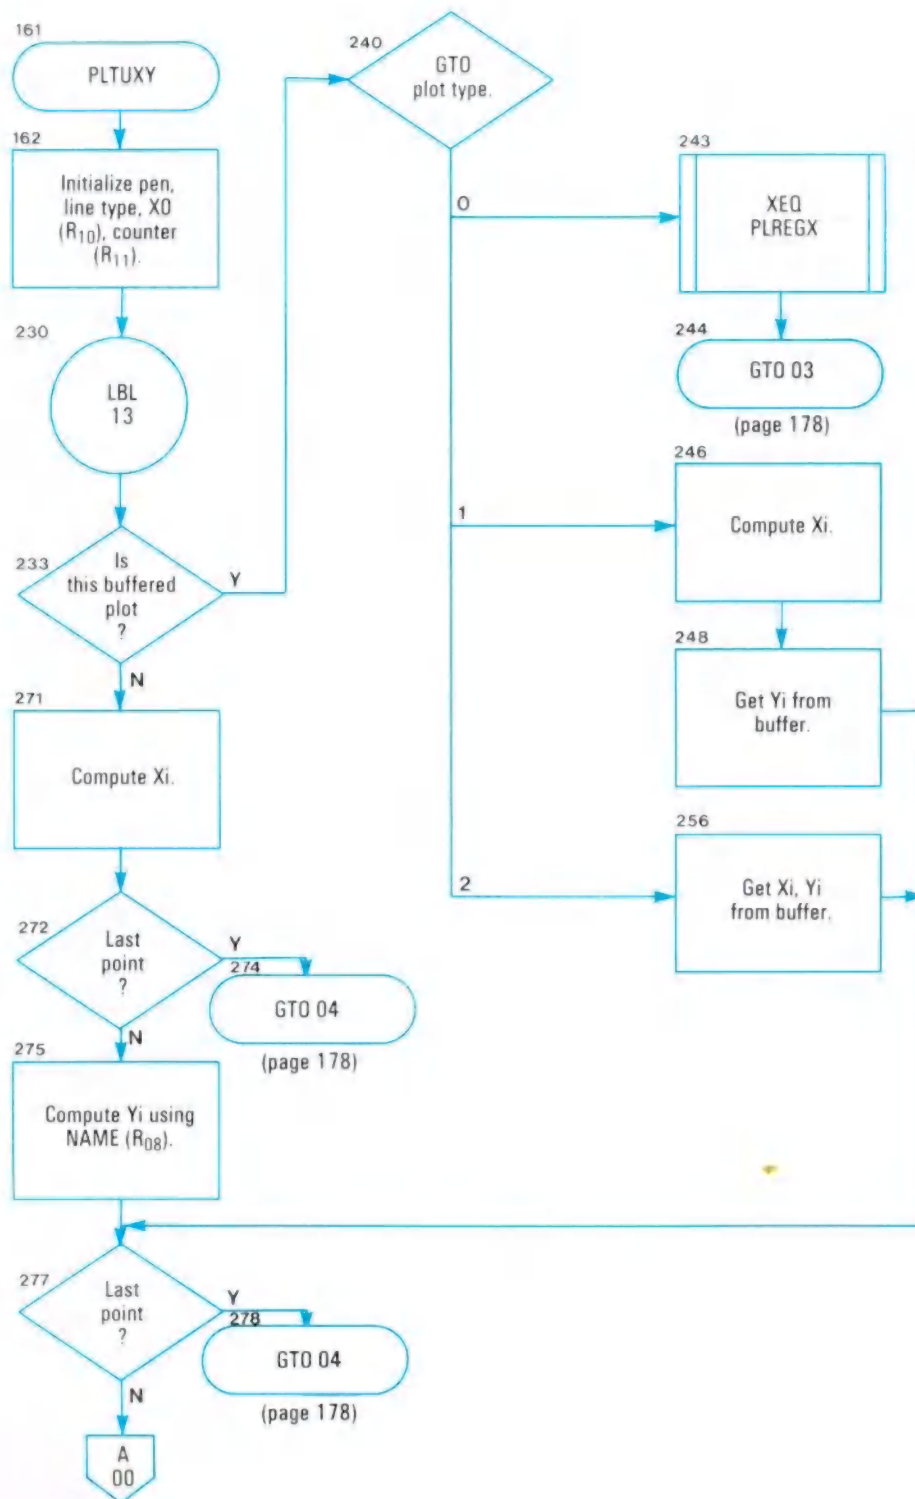 161
PLTUXY
162
Initialize pen,
line type, X0
(R10), counter
(R11).
230
LBL
13
233
Is
this buffered
plot
?
Y
N
271
Compute Xi.
272
Last
point
?
Y
274
GTO 04
(page 178)
N
275
Compute Yi using
NAME (R08).
277
Last
point
?
Y
278
GTO 04
(page 178)
N
A
00
240
GTO
plot type.
0
243
XEQ
PLREGX
244
GTO 03
(page 178)
1
246
Compute Xi.
248
Get Yi from
buffer.
2
256
Get Xi, Yi
from buffer.